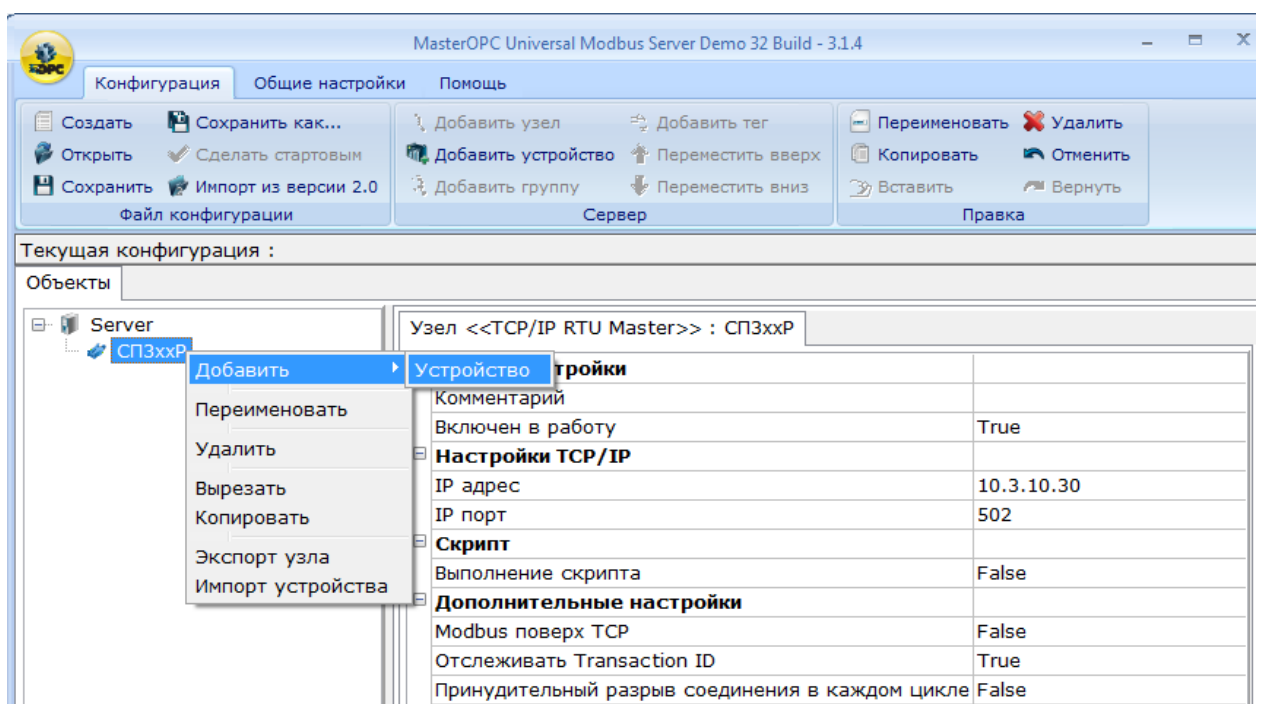 MasterOPC Universal Modbus Server Demo 32 Build - 3.1.4
Конфигурация Общие настройки Помощь
Создать Сохранить как... Добавить узел Добавить тег Переименовать Удалить
Открыть Сделать стартовым Добавить устройство Переместить вверх Копировать Отменить
Сохранить Импорт из версии 2.0 Добавить группу Переместить вниз Вставить Вернуть
Файл конфигурации Сервер Правка
Текущая конфигурация :
Объекты
Server
СП3ххР
Добавить
Устройство
Переименовать
Удалить
Вырезать
Копировать
Экспорт узла
Импорт устройства
Узел <<TCP/IP RTU Master>> : СП3ххР
Комментарий
Включен в работу True
Настройки TCP/IP
IP адрес 10.3.10.30
IP порт 502
Скрипт
Выполнение скрипта False
Дополнительные настройки
Modbus поверх TCP False
Отслеживать Transaction ID True
Принудительный разрыв соединения в каждом цикле False